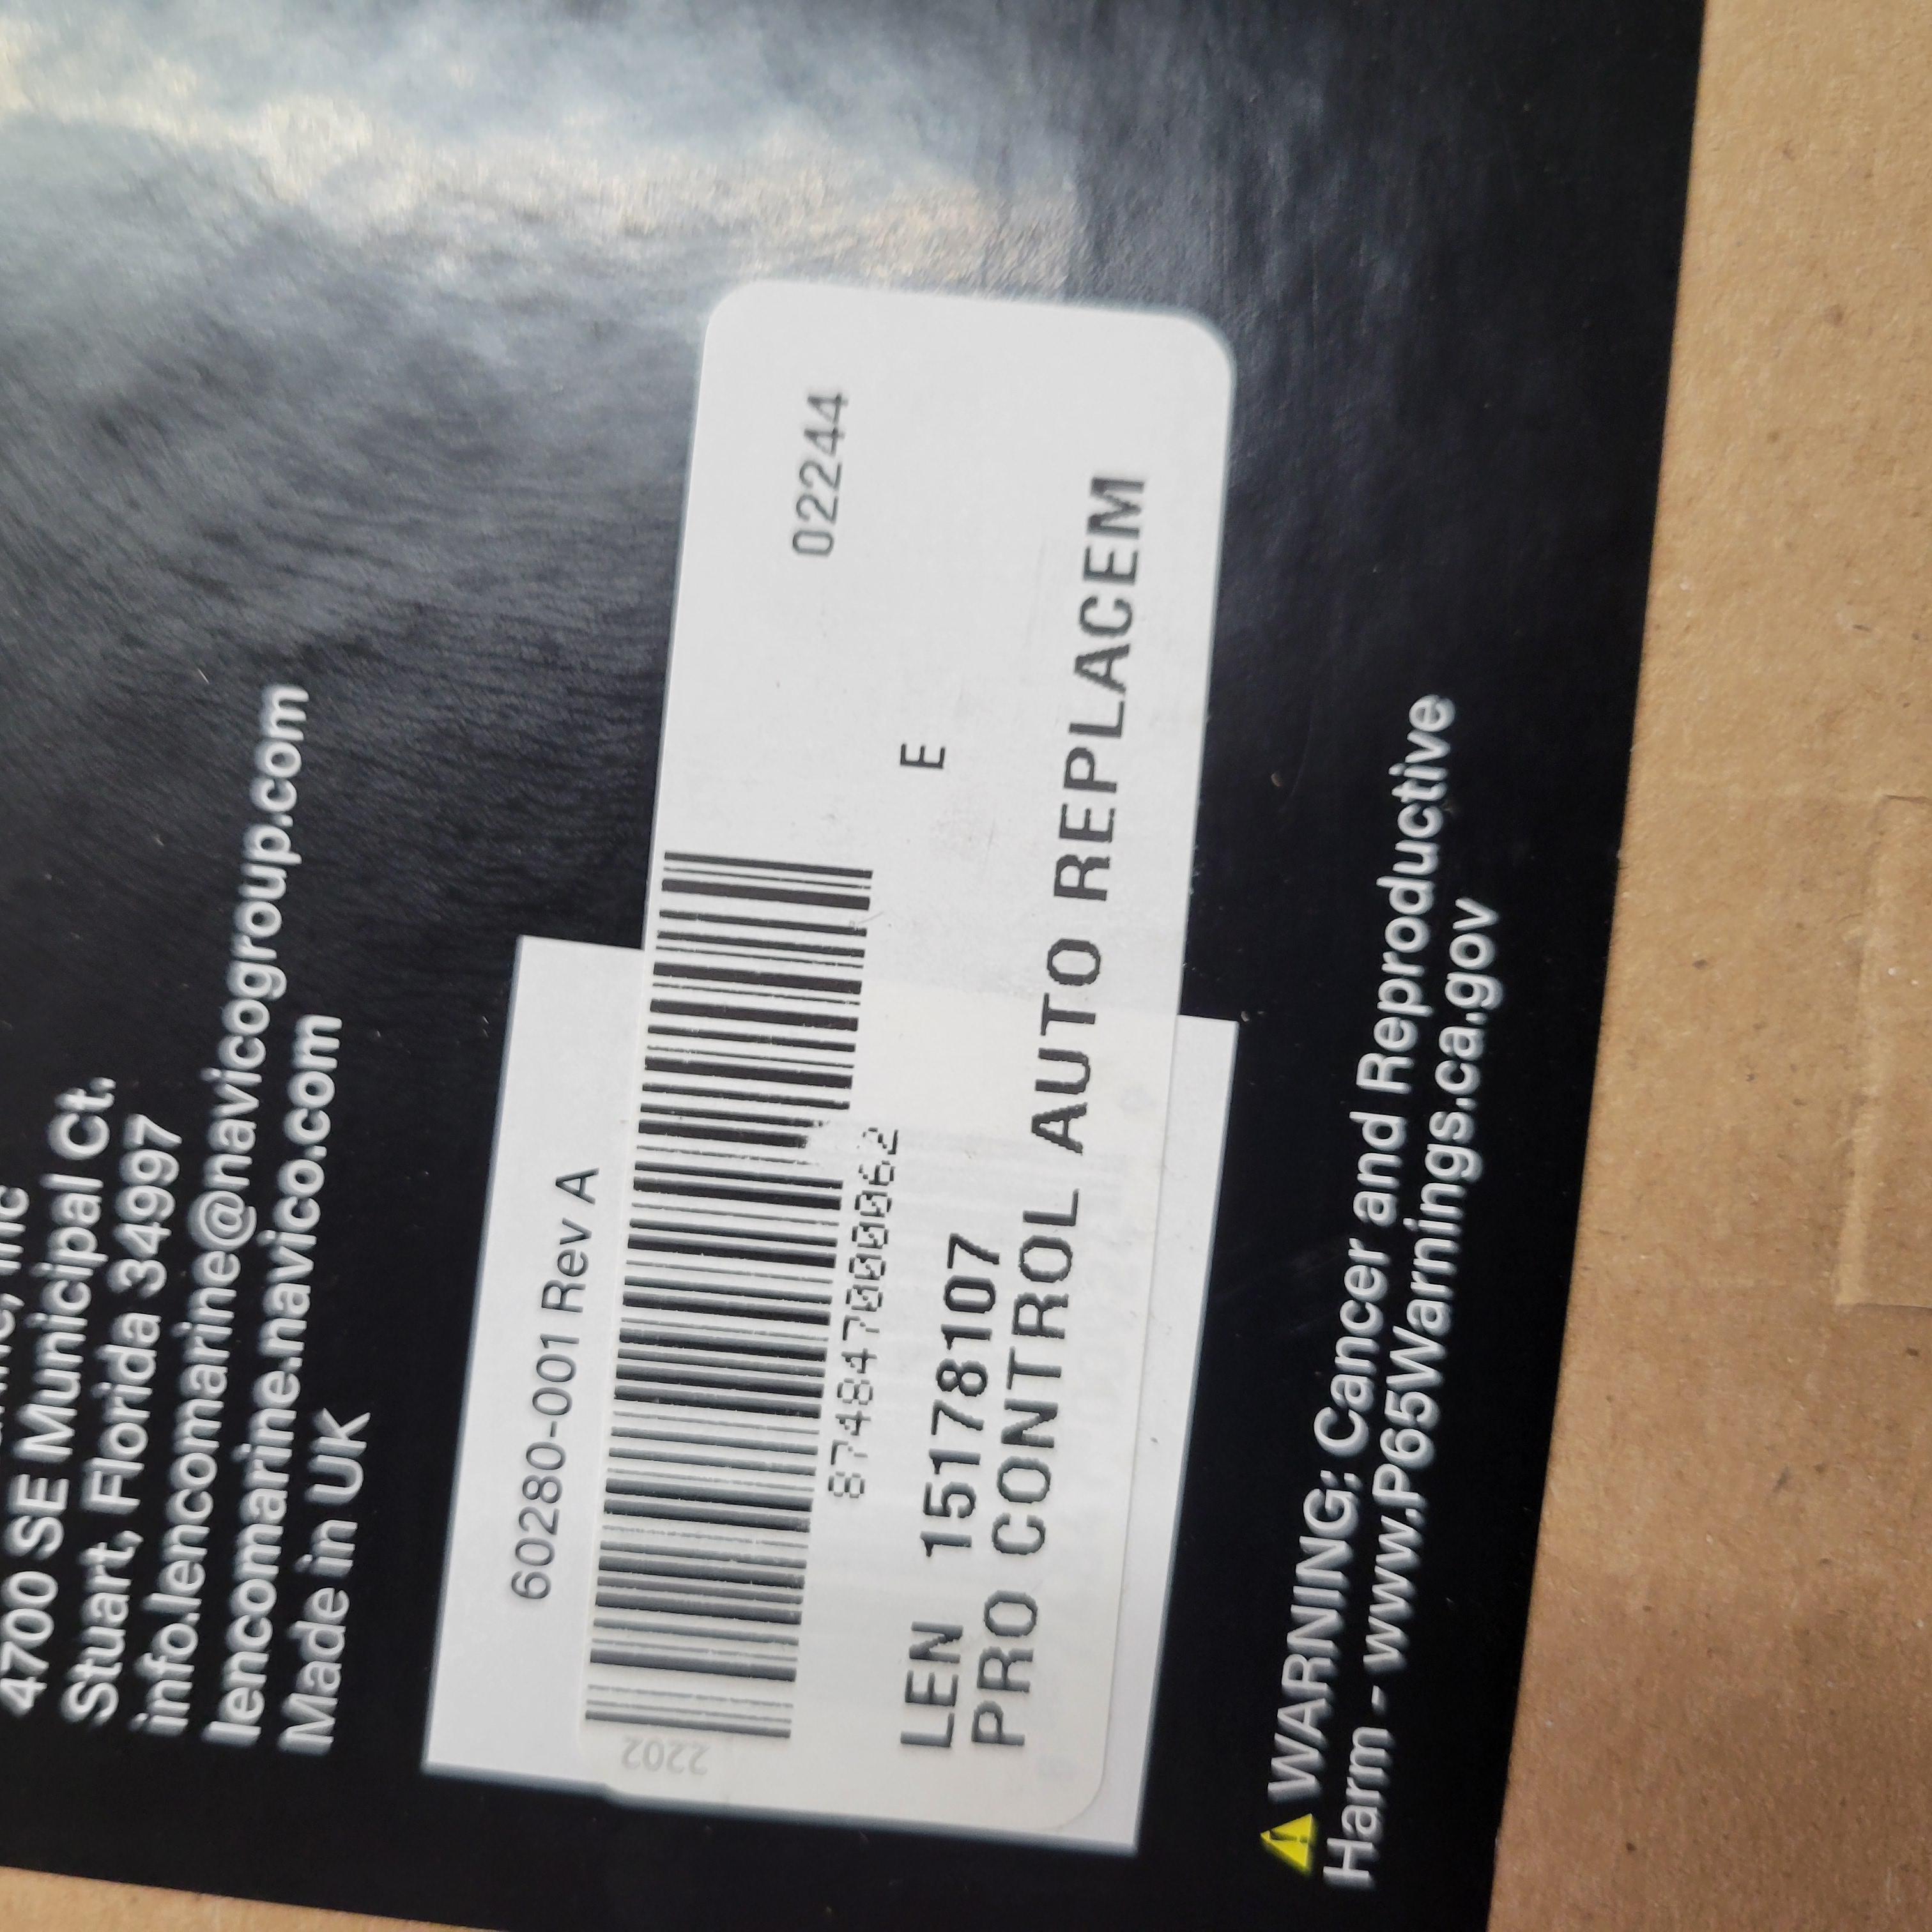 4700 SE Municipal Ct.
Stuart, Florida 34997
info.lencomarine@navicogroup.com
lencomarine.navico.com
Made in UK
60280-001 Rev A
02244
874847000062
E
LEN 15178107
PRO CONTROL AUTO REPLACEM
2202
WARNING: Cancer and Reproductive
Harm - www.P65Warnings.ca.gov